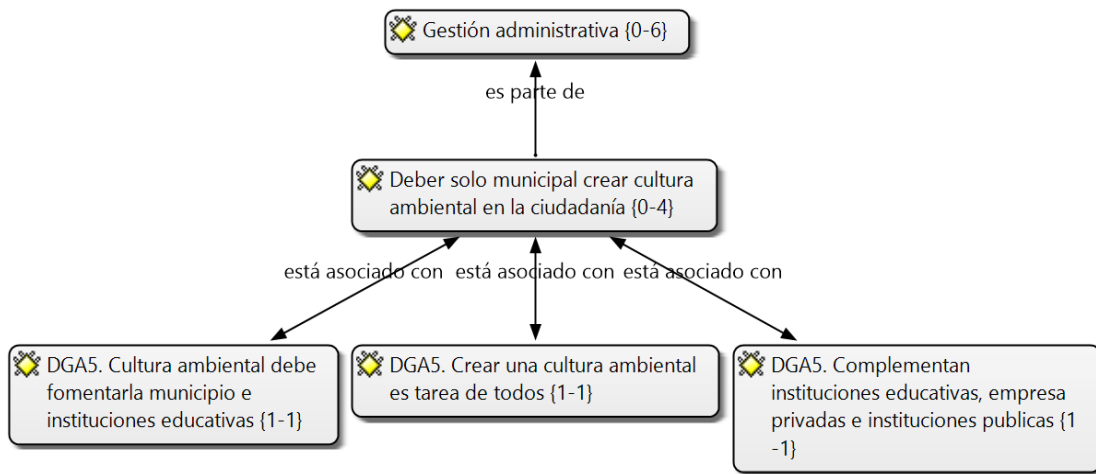 Gestión administrativa {0-6}
es parte de
Deber solo municipal crear cultura
ambiental en la ciudadanía {0-4}
está asociado con
está asociado con
está asociado con
DGA5. Cultura ambiental debe
fomentarla municipio e
instituciones educativas {1-1}
DGA5. Crear una cultura ambiental
es tarea de todos {1-1}
DGA5. Complementan
instituciones educativas, empresa
privadas e instituciones publicas {1
-1}